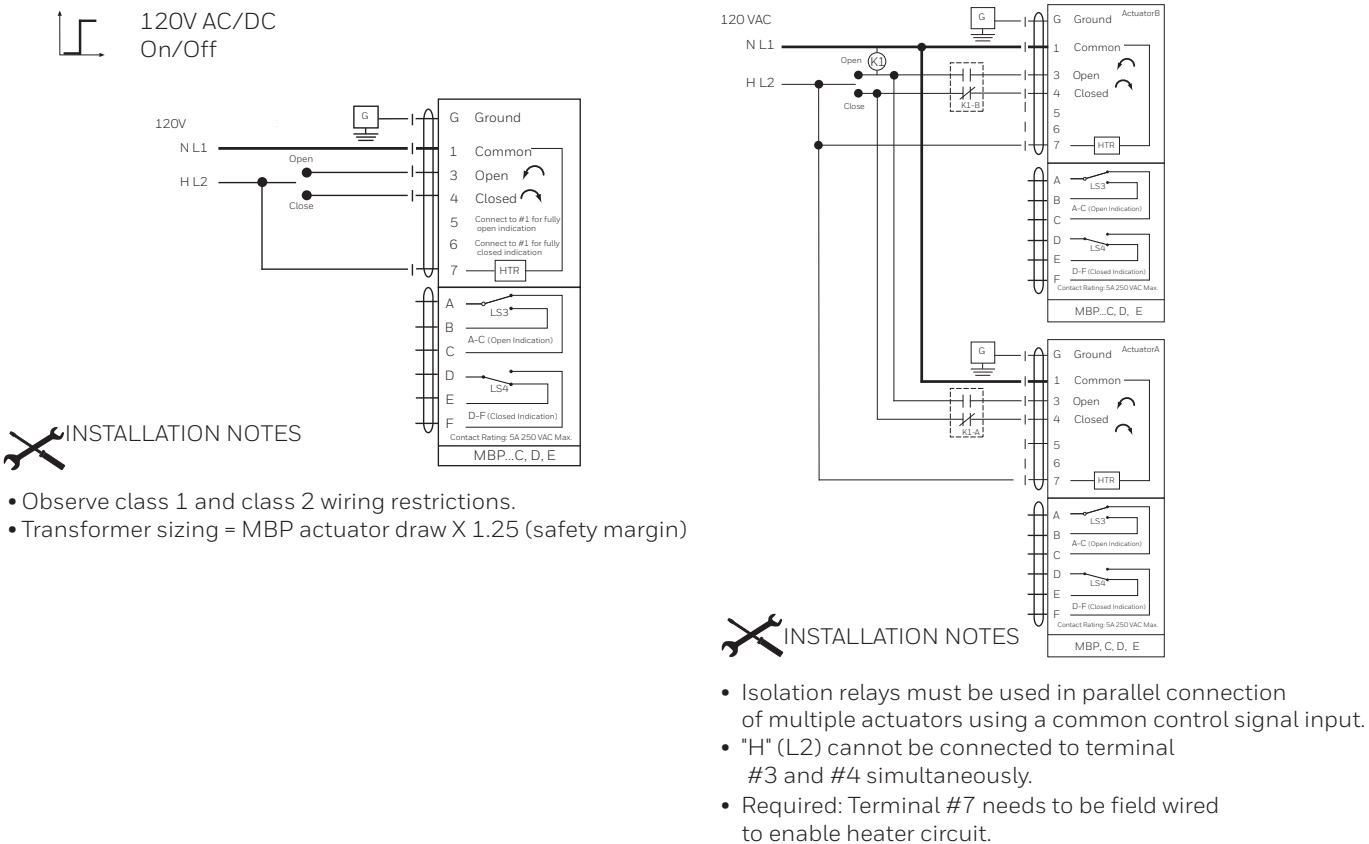 120V AC/DC
On/Off
120V
N L1
H L2
Open
Close
G
G Ground
1 Common
3 Open
4 Closed
5 Connect to #1 for fully
open indication
6 Connect to #1 for fully
closed indication
7 HTR
A
LS3
B
A-C (Open Indication)
C
D
LS4
E
D-F (Closed Indication)
F
Contact Rating: 5A 250 VAC Max.
MBP...C, D, E
INSTALLATION NOTES
• Observe class 1 and class 2 wiring restrictions.
• Transformer sizing = MBP actuator draw X 1.25 (safety margin)
120 VAC
N L1
H L2
Open
K1
Close
K1-B
G
ActuatorB
G Ground
1 Common
3 Open
4 Closed
5
6
7 HTR
A
LS3
B
A-C (Open Indication)
C
D
LS4
E
D-F (Closed Indication)
F
Contact Rating: 5A 250 VAC Max.
MBP...C, D, E
G
ActuatorA
G Ground
1 Common
3 Open
4 Closed
K1-A
5
6
7 HTR
A
LS3
B
A-C (Open Indication)
C
D
LS4
E
D-F (Closed Indication)
F
Contact Rating: 5A 250 VAC Max.
MBP, C, D, E
INSTALLATION NOTES
• Isolation relays must be used in parallel connection
of multiple actuators using a common control signal input.
• "H" (L2) cannot be connected to terminal
#3 and #4 simultaneously.
• Required: Terminal #7 needs to be field wired
to enable heater circuit.